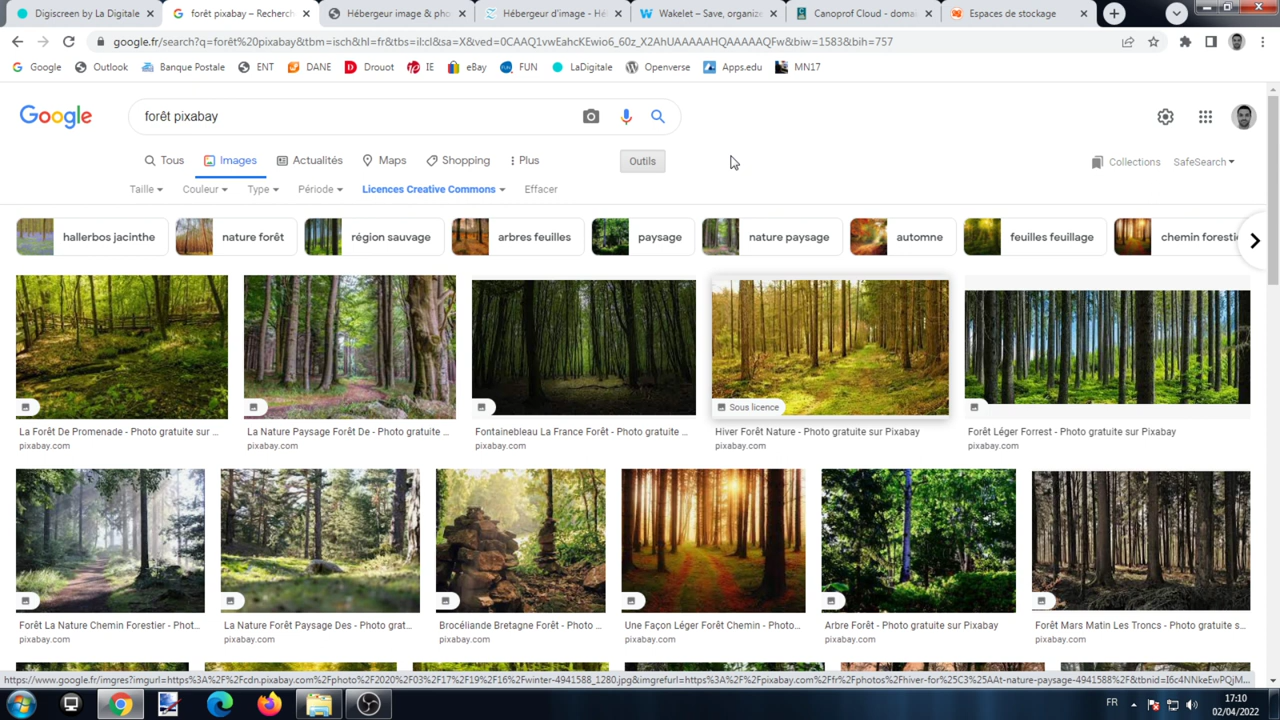 Digiscreen by La Digitale
forêt pixabay – Recherch
Hébergeur image & pho
Hébergeur d'image - Hé
Wakelet – Save, organize
Canoprof Cloud - doma
Espaces de stockage
google.fr/search?q=forêt%20pixabay&tbm=isch&hl=fr&tbs=il:cl&sa=X&ved=0CAAQ1vwEahcKEwio6_60z_X2AhUAAAAAHQAAAAAQFw&biw=1583&bih=757
Google
Outlook
Banque Postale
ENT
DANE
Drouot
IE
eBay
FUN
LaDigitale
Openverse
Apps.edu
MN17
Google
forêt pixabay
Tous
Images
Actualités
Maps
Shopping
Plus
Outils
Collections
SafeSearch
Taille
Couleur
Type
Période
Licences Creative Commons
Effacer
hallerbos jacinthe
nature forêt
région sauvage
arbres feuilles
paysage
nature paysage
automne
feuilles feuillage
chemin foresti
Sous licence
La Forêt De Promenade - Photo gratuite sur ...
pixabay.com
La Nature Paysage Forêt De - Photo gratuite ...
pixabay.com
Fontainebleau La France Forêt - Photo gratuite ...
pixabay.com
Hiver Forêt Nature - Photo gratuite sur Pixabay
pixabay.com
Forêt Léger Forrest - Photo gratuite sur Pixabay
pixabay.com
Forêt La Nature Chemin Forestier - Phot...
pixabay.com
La Nature Forêt Paysage Des - Photo grat...
pixabay.com
Brocéliande Bretagne Forêt - Photo ...
pixabay.com
Une Façon Léger Forêt Chemin - Photo...
pixabay.com
Arbre Forêt - Photo gratuite sur Pixabay
pixabay.com
Forêt Mars Matin Les Troncs - Photo gratuite s...
pixabay.com
https://www.google.fr/imgres?imgurl=https%3A%2F%2Fcdn.pixabay.com%2Fphoto%2F2020%2F03%2F17%2F19%2F16%2Fwinter-4941588_1280.jpg&imgrefurl=https%3A%2F%2Fpixabay.com%2Ffr%2Fphotos%2Fhiver-for%25C3%25AAt-nature-paysage-4941588%2F&tbnid=I6c4NNkeEwPQjM...
FR
17:10
02/04/2022